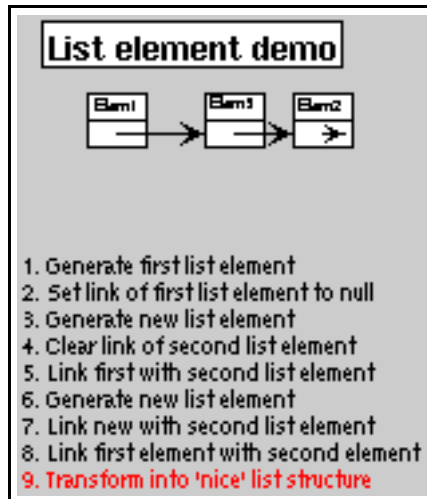 List element demo
Elem1 Elem3 Elem2
1. Generate first list element
2. Set link of first list element to null
3. Generate new list element
4. Clear link of second list element
5. Link first with second list element
6. Generate new list element
7. Link new with second list element
8. Link first element with second element
9. Transform into 'nice' list structure